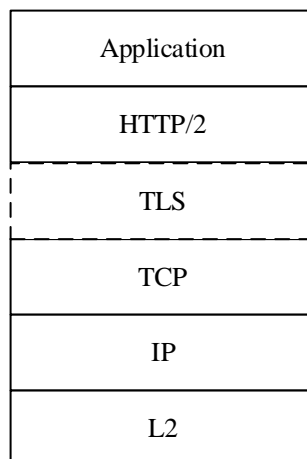 Application
HTTP/2
TLS
TCP
IP
L2